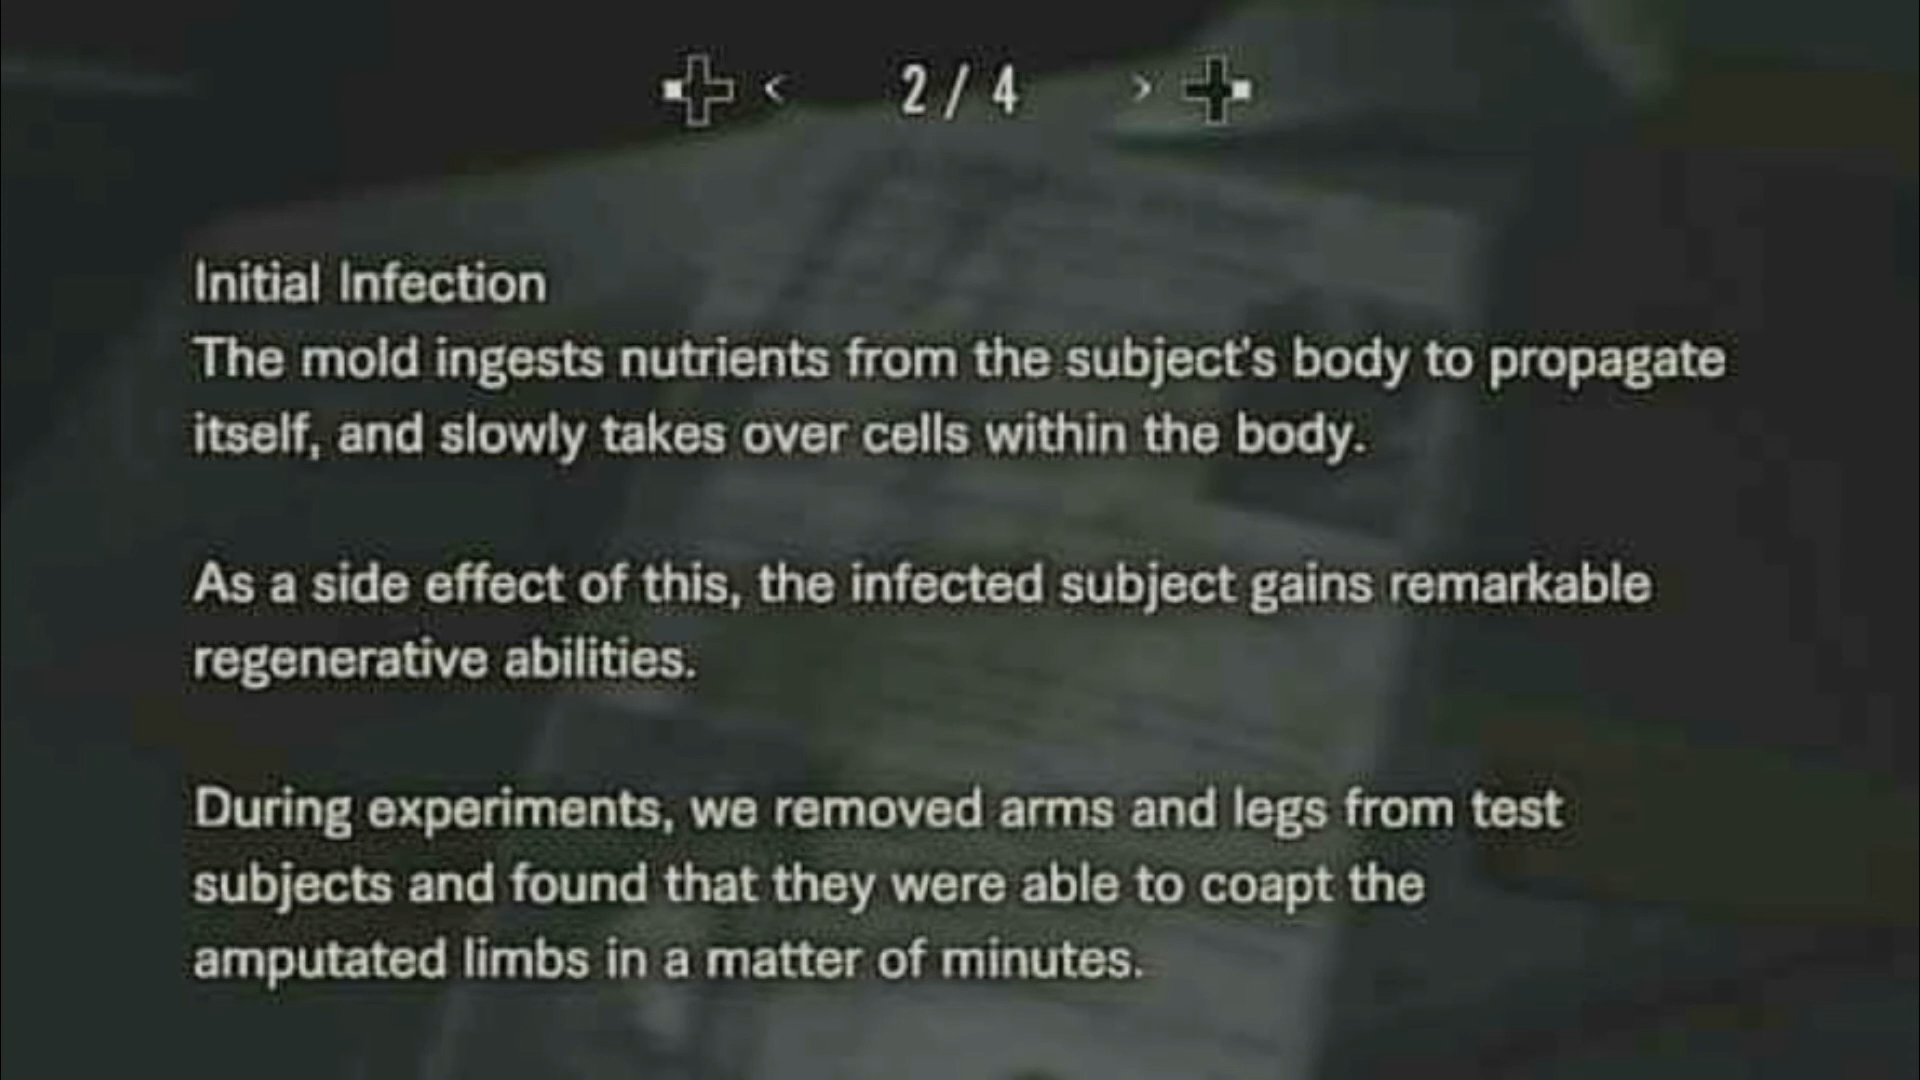 < 2 / 4 >
Initial Infection
The mold ingests nutrients from the subject's body to propagate
itself, and slowly takes over cells within the body.
As a side effect of this, the infected subject gains remarkable
regenerative abilities.
During experiments, we removed arms and legs from test
subjects and found that they were able to coapt the
amputated limbs in a matter of minutes.